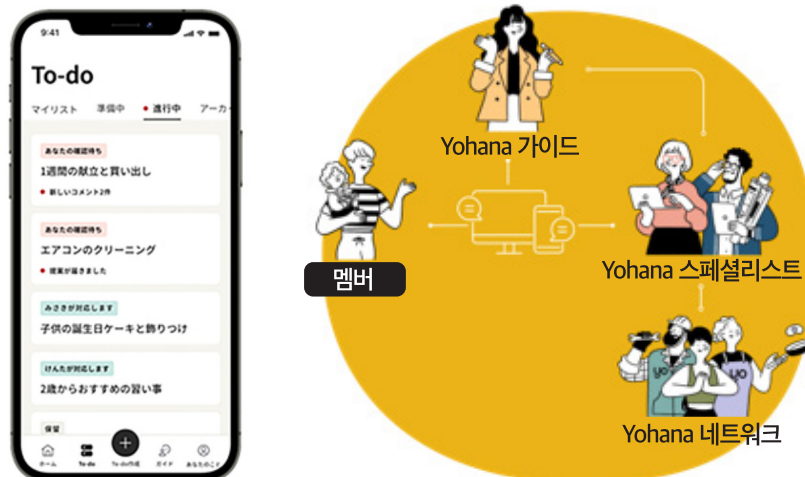 9:41
To-do
マイリスト 準備中 進行中 アーカ
あなたの確認待ち
1週間の献立と買い出し
新しいコメント2件
あなたの確認待ち
エアコンのクリーニング
提案が届きました
みさきが対応します
子供の誕生日ケーキと飾りつけ
けんたが対応します
2歳からおすすめの習い事
保留
ホーム To-do To-do作成 ガイド あなたのこと
Yohana 가이드
멤버
Yohana 스페셜리스트
YO YO
Yohana 네트워크